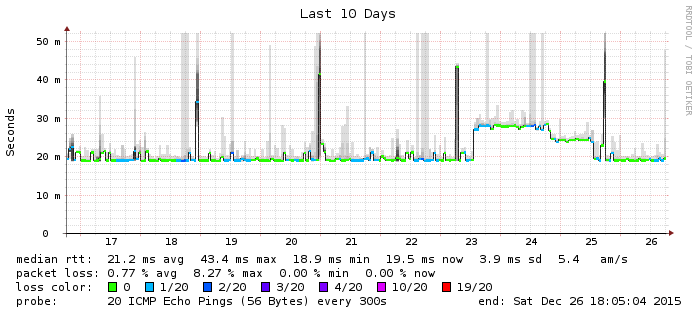 Last 10 Days
RRDTOOL / TOBI OETIKER
Seconds
50 m
40 m
30 m
20 m
10 m
0
17 18 19 20 21 22 23 24 25 26
median rtt: 21.2 ms avg 43.4 ms max 18.9 ms min 19.5 ms now 3.9 ms sd 5.4 am/s
packet loss: 0.77 % avg 8.27 % max 0.00 % min 0.00 % now
loss color: 0 1/20 2/20 3/20 4/20 10/20 19/20
probe: 20 ICMP Echo Pings (56 Bytes) every 300s end: Sat Dec 26 18:05:04 2015